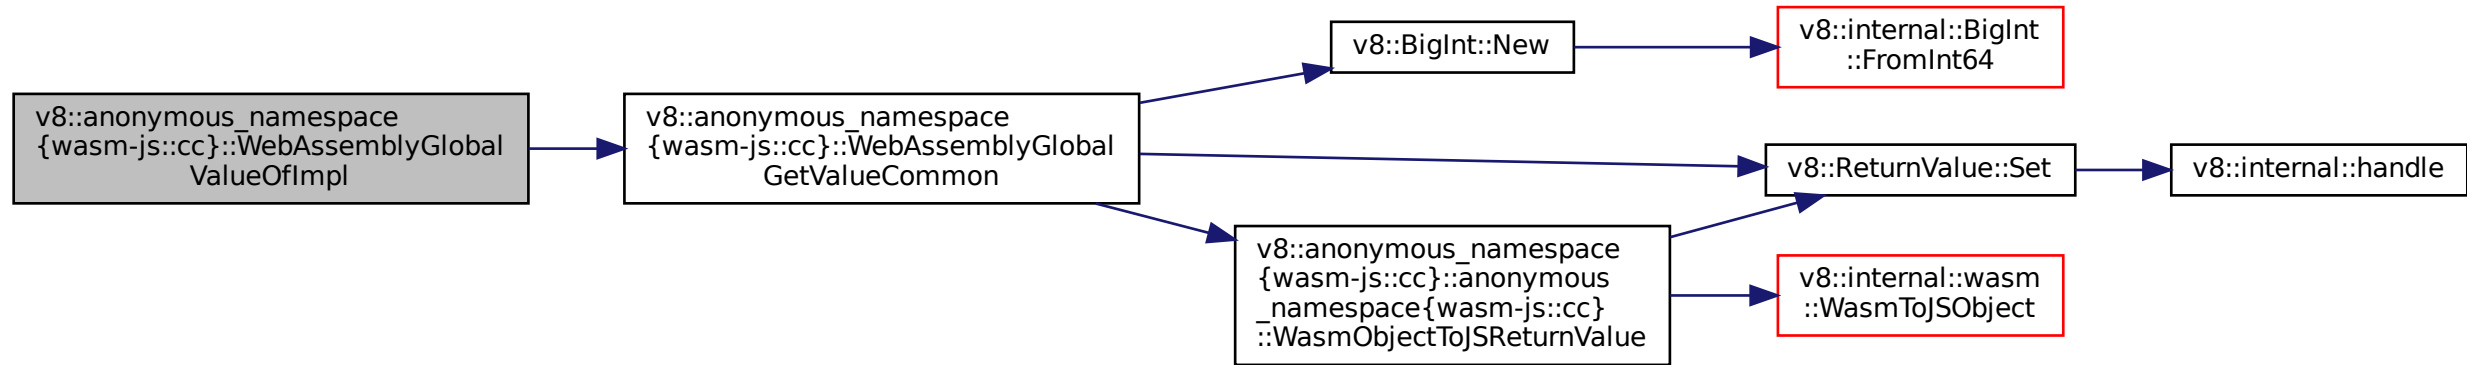 v8::anonymous_namespace
{wasm-js::cc}::WebAssemblyGlobal
ValueOfImpl
v8::anonymous_namespace
{wasm-js::cc}::WebAssemblyGlobal
GetValueCommon
v8::BigInt::New
v8::internal::BigInt
::FromInt64
v8::ReturnValue::Set
v8::internal::handle
v8::anonymous_namespace
{wasm-js::cc}::anonymous
_namespace{wasm-js::cc}
::WasmObjectToJSReturnValue
v8::internal::wasm
::WasmToJSObject